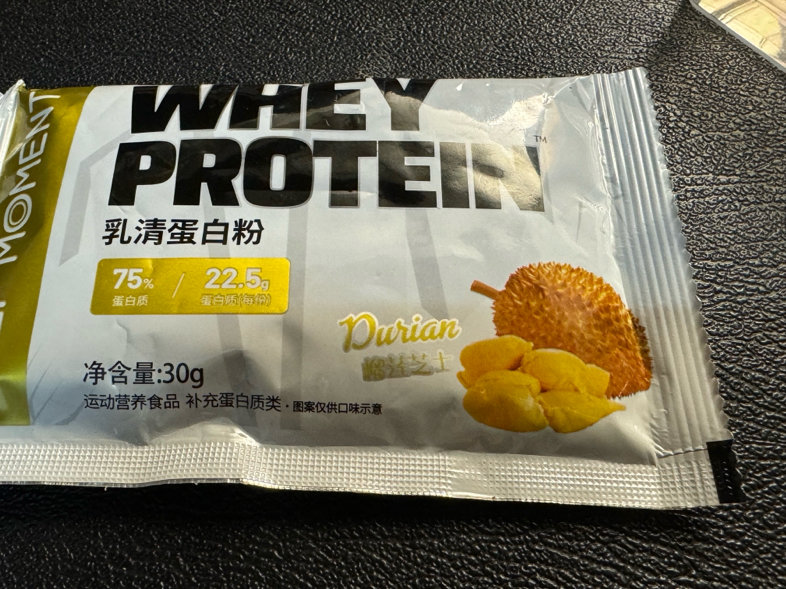 MOMENT
WHEY
PROTEIN™
乳清蛋白粉
75% / 22.5g
蛋白质 蛋白质(每份)
Durian
榴莲芝士
净含量:30g
运动营养食品 补充蛋白质类·图案仅供口味示意